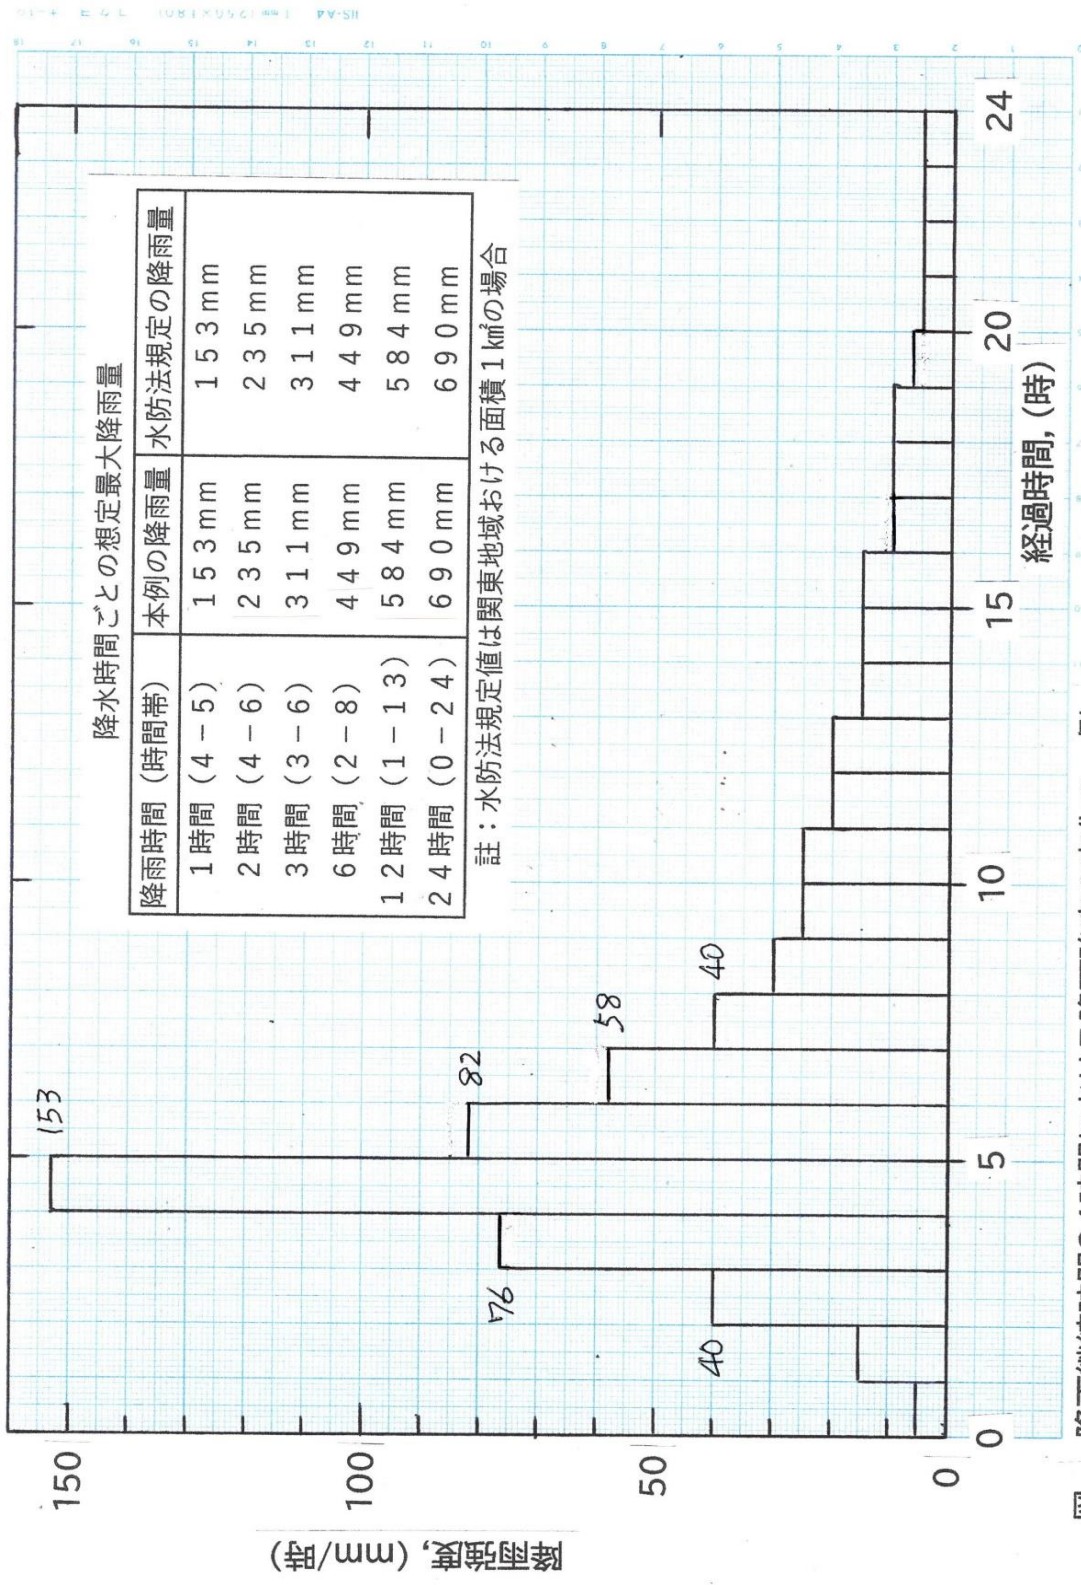 降水時間ごとの想定最大降雨量
降雨時間（時間帯） 本例の降雨量 水防法規定の降雨量
1時間（4－5） 153mm 153mm
2時間（4－6） 235mm 235mm
3時間（3－6） 311mm 311mm
6時間（2－8） 449mm 449mm
12時間（1－13） 584mm 584mm
24時間（0－24） 690mm 690mm
註：水防法規定値は関東地域おける面積1㎢の場合
降雨強度，（mm/時）
150
100
50
0
153
82
76
58
40
40
0 5 10 15 20 24
経過時間，（時）